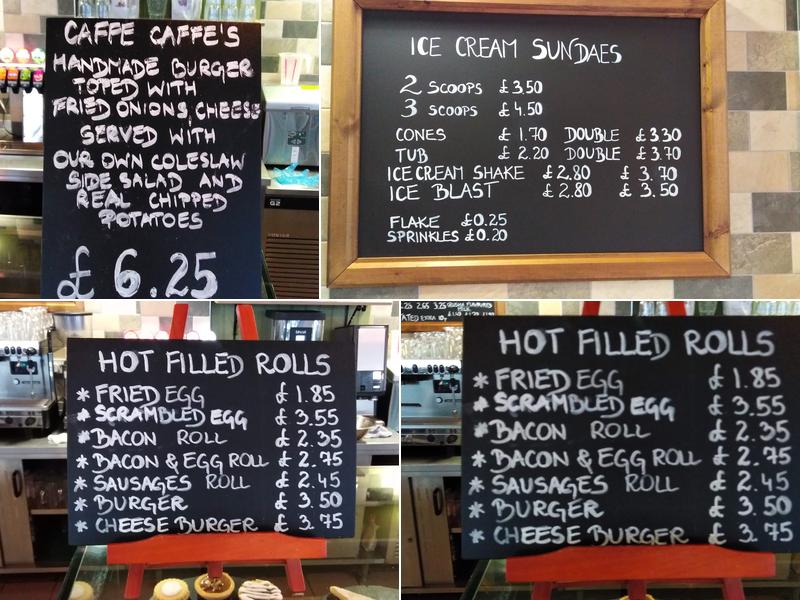 CAFFE CAFFE'S
HANDMADE BURGER
TOPED WITH
FRIED ONIONS, CHEESE
SERVED WITH
OUR OWN COLESLAW
SIDE SALAD AND
REAL CHIPPED
POTATOES
£ 6.25
ICE CREAM SUNDAES
2 SCOOPS £ 3.50
3 SCOOPS £ 4.50
CONES £ 1.70 DOUBLE £ 3.30
TUB £ 2.20 DOUBLE £ 3.70
ICE CREAM SHAKE £ 2.80 £ 3.70
ICE BLAST £ 2.80 £ 3.50
FLAKE £0.25
SPRINKLES £0.20
HOT FILLED ROLLS
* FRIED EGG £ 1.85
* SCRAMBLED EGG £ 3.55
* BACON ROLL £ 2.35
* BACON & EGG ROLL £ 2.75
* SAUSAGES ROLL £ 2.45
* BURGER £ 3.50
* CHEESE BURGER £ 3.75
HOT FILLED ROLLS
* FRIED EGG £ 1.85
* SCRAMBLED EGG £ 3.55
* BACON ROLL £ 2.35
* BACON & EGG ROLL £ 2.75
* SAUSAGES ROLL £ 2.45
* BURGER £ 3.50
* CHEESE BURGER £ 3.75